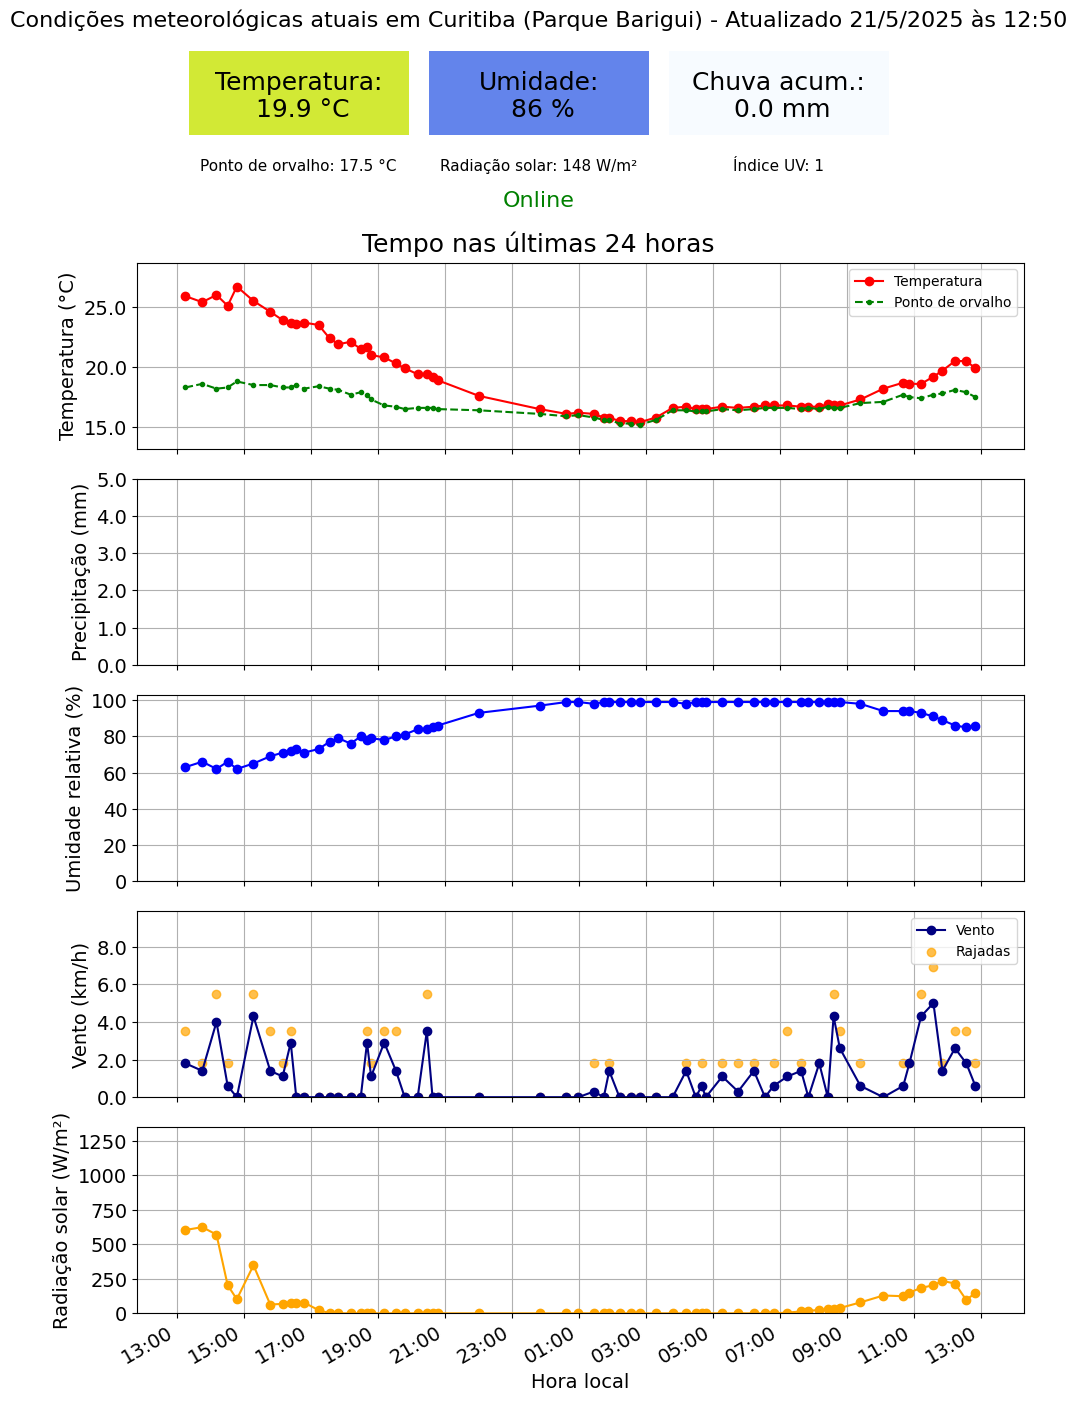 Condições meteorológicas atuais em Curitiba (Parque Barigui) - Atualizado 21/5/2025 às 12:50
Temperatura:
19.9 °C
Umidade:
86 %
Chuva acum.:
0.0 mm
Ponto de orvalho: 17.5 °C
Radiação solar: 148 W/m²
Índice UV: 1
Online
Tempo nas últimas 24 horas
Temperatura (°C)
25.0
20.0
15.0
Temperatura
Ponto de orvalho
Precipitação (mm)
5.0
4.0
3.0
2.0
1.0
0.0
Umidade relativa (%)
100
80
60
40
20
0
Vento (km/h)
8.0
6.0
4.0
2.0
0.0
Vento
Rajadas
Radiação solar (W/m²)
1250
1000
750
500
250
0
13:00
15:00
17:00
19:00
21:00
23:00
01:00
03:00
05:00
07:00
09:00
11:00
13:00
Hora local